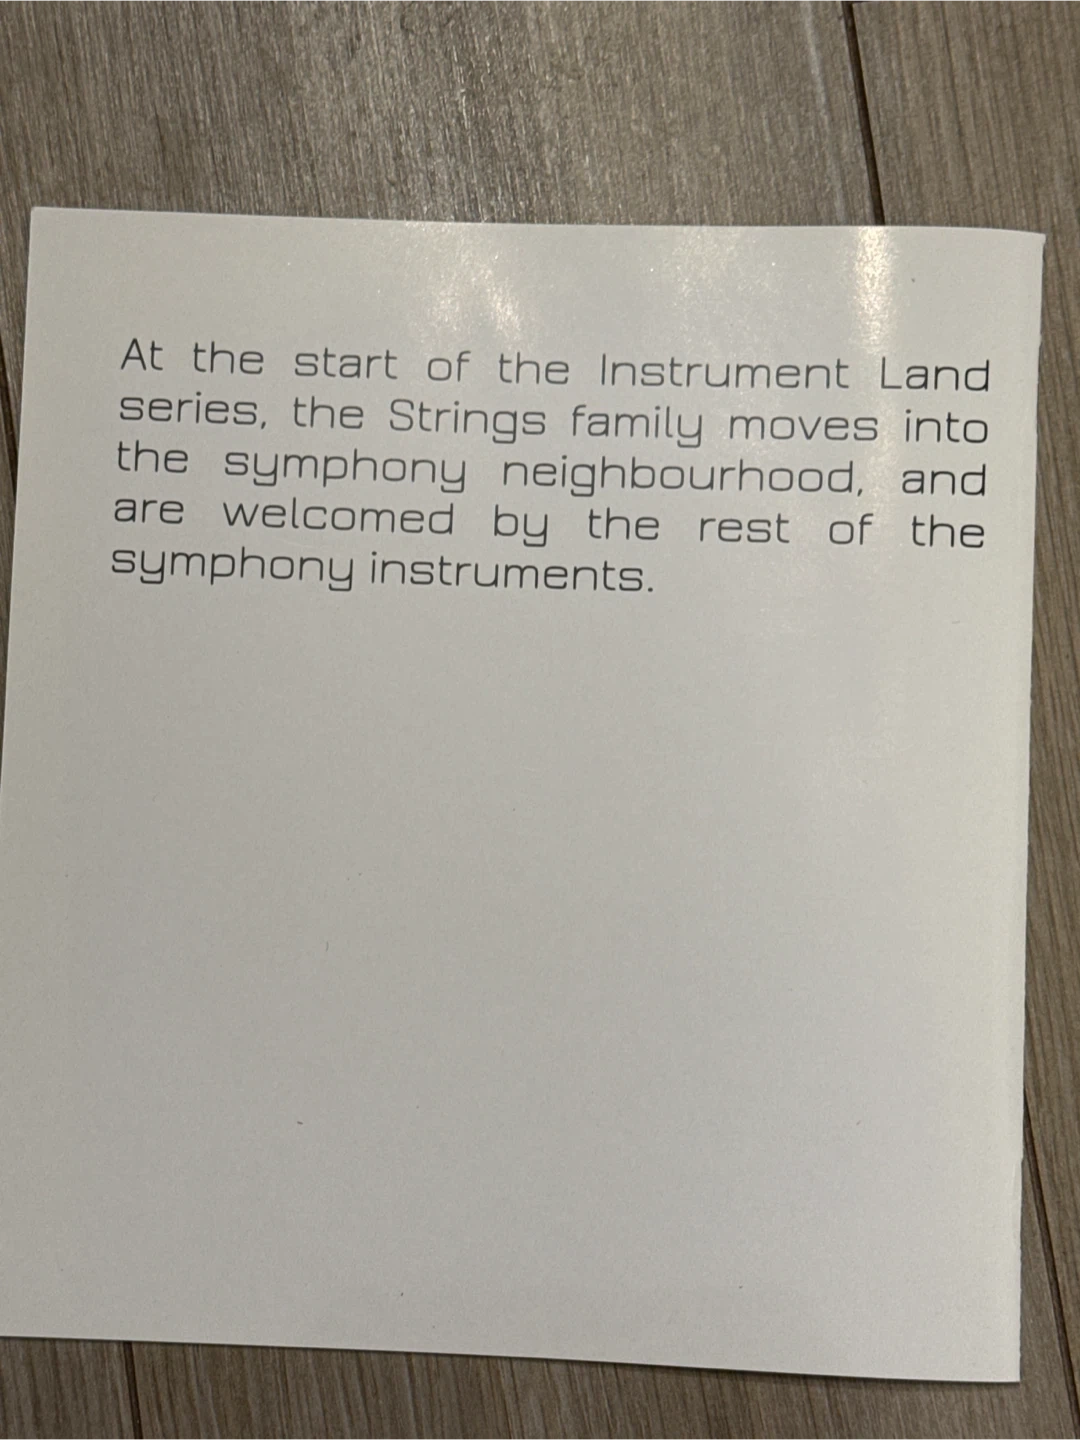 At the start of the Instrument Land
series, the Strings family moves into
the symphony neighbourhood, and
are welcomed by the rest of the
symphony instruments.